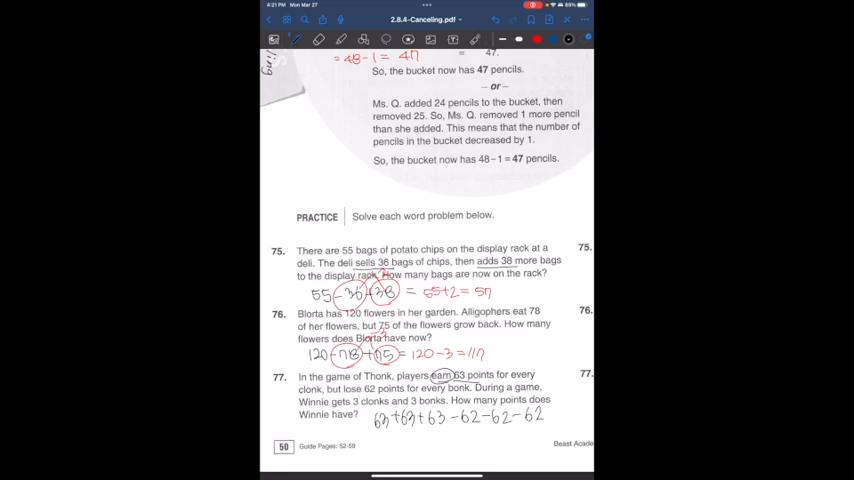 4:21 PM Mon Mar 27
89%
2.8.4-Canceling.pdf
= 48-1 = 47
= 47.
So, the bucket now has 47 pencils.
— or —
Ms. Q. added 24 pencils to the bucket, then
removed 25. So, Ms. Q. removed 1 more pencil
than she added. This means that the number of
pencils in the bucket decreased by 1.
So, the bucket now has 48−1=47 pencils.
PRACTICE | Solve each word problem below.
75. There are 55 bags of potato chips on the display rack at a
deli. The deli sells 36 bags of chips, then adds 38 more bags
to the display rack. How many bags are now on the rack?
55-36+38 = 55+2 = 57
76. Blorta has 120 flowers in her garden. Alligophers eat 78
of her flowers, but 75 of the flowers grow back. How many
flowers does Blorta have now?
-3
120-78+75 = 120-3=117
77. In the game of Thonk, players earn 63 points for every
clonk, but lose 62 points for every bonk. During a game,
Winnie gets 3 clonks and 3 bonks. How many points does
Winnie have? 63+63+63-62-62-62
50 Guide Pages: 52-59
75.
76.
77.
Beast Acade